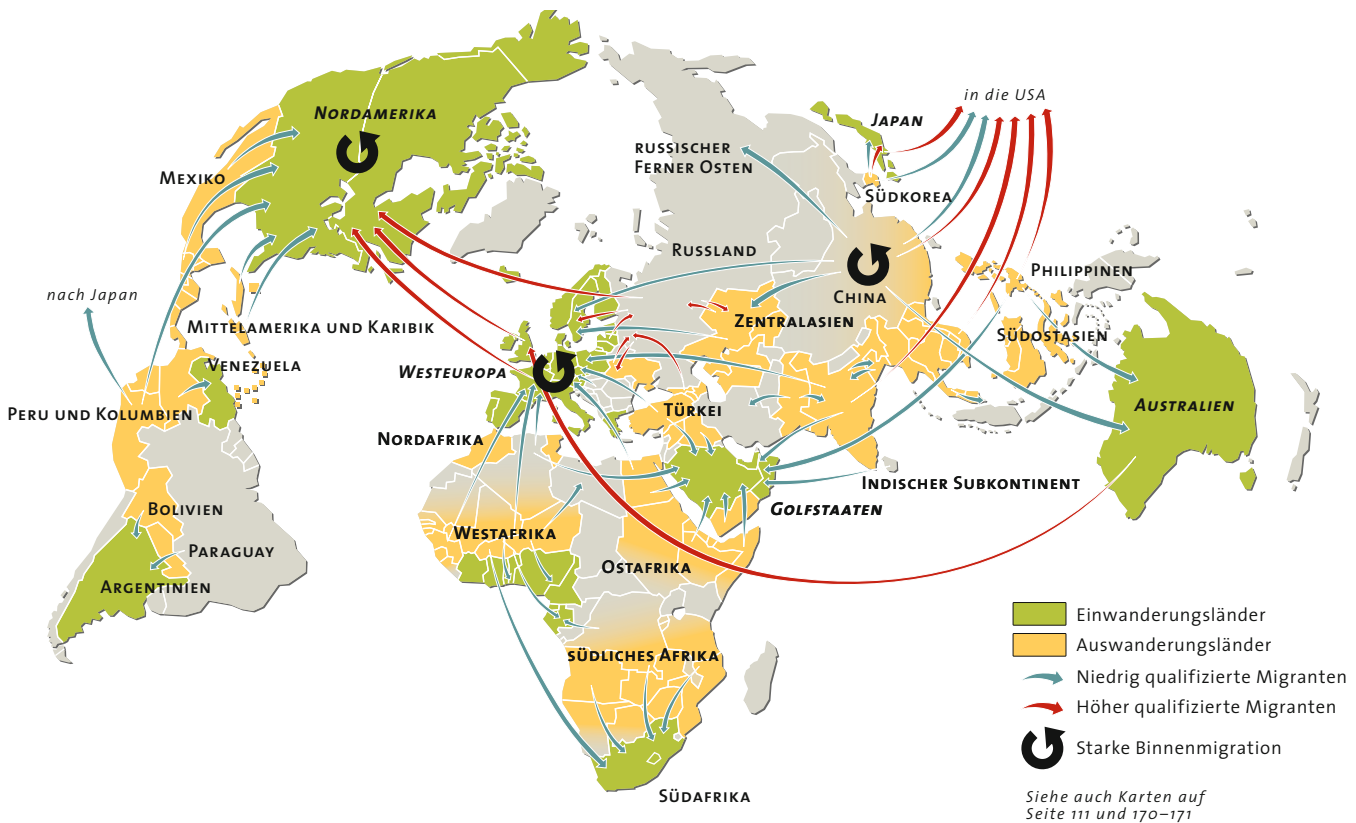 in die USA
NORDAMERIKA
JAPAN
RUSSISCHER
FERNER OSTEN
MEXIKO
SÜDKOREA
RUSSLAND
PHILIPPINEN
nach Japan
CHINA
ZENTRALASIEN
MITTELAMERIKA UND KARIBIK
SÜDOSTASIEN
VENEZUELA
WESTEUROPA
PERU UND KOLUMBIEN
TÜRKEI
AUSTRALIEN
NORDAFRIKA
INDISCHER SUBKONTINENT
BOLIVIEN
GOLFSTAATEN
WESTAFRIKA
PARAGUAY
OSTAFRIKA
ARGENTINIEN
SÜDLICHES AFRIKA
SÜDAFRIKA
Einwanderungsländer
Auswanderungsländer
Niedrig qualifizierte Migranten
Höher qualifizierte Migranten
Starke Binnenmigration
Siehe auch Karten auf
Seite 111 und 170–171